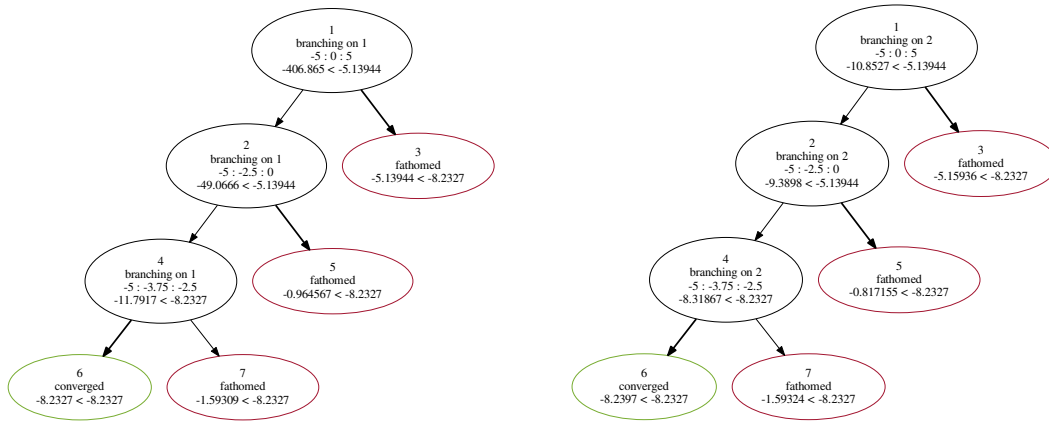 1
branching on 1
-5 : 0 : 5
-406.865 < -5.13944
2
branching on 1
-5 : -2.5 : 0
-49.0666 < -5.13944
3
fathomed
-5.13944 < -8.2327
4
branching on 1
-5 : -3.75 : -2.5
-11.7917 < -8.2327
5
fathomed
-0.964567 < -8.2327
6
converged
-8.2327 < -8.2327
7
fathomed
-1.59309 < -8.2327
1
branching on 2
-5 : 0 : 5
-10.8527 < -5.13944
2
branching on 2
-5 : -2.5 : 0
-9.3898 < -5.13944
3
fathomed
-5.15936 < -8.2327
4
branching on 2
-5 : -3.75 : -2.5
-8.31867 < -8.2327
5
fathomed
-0.817155 < -8.2327
6
converged
-8.2397 < -8.2327
7
fathomed
-1.59324 < -8.2327